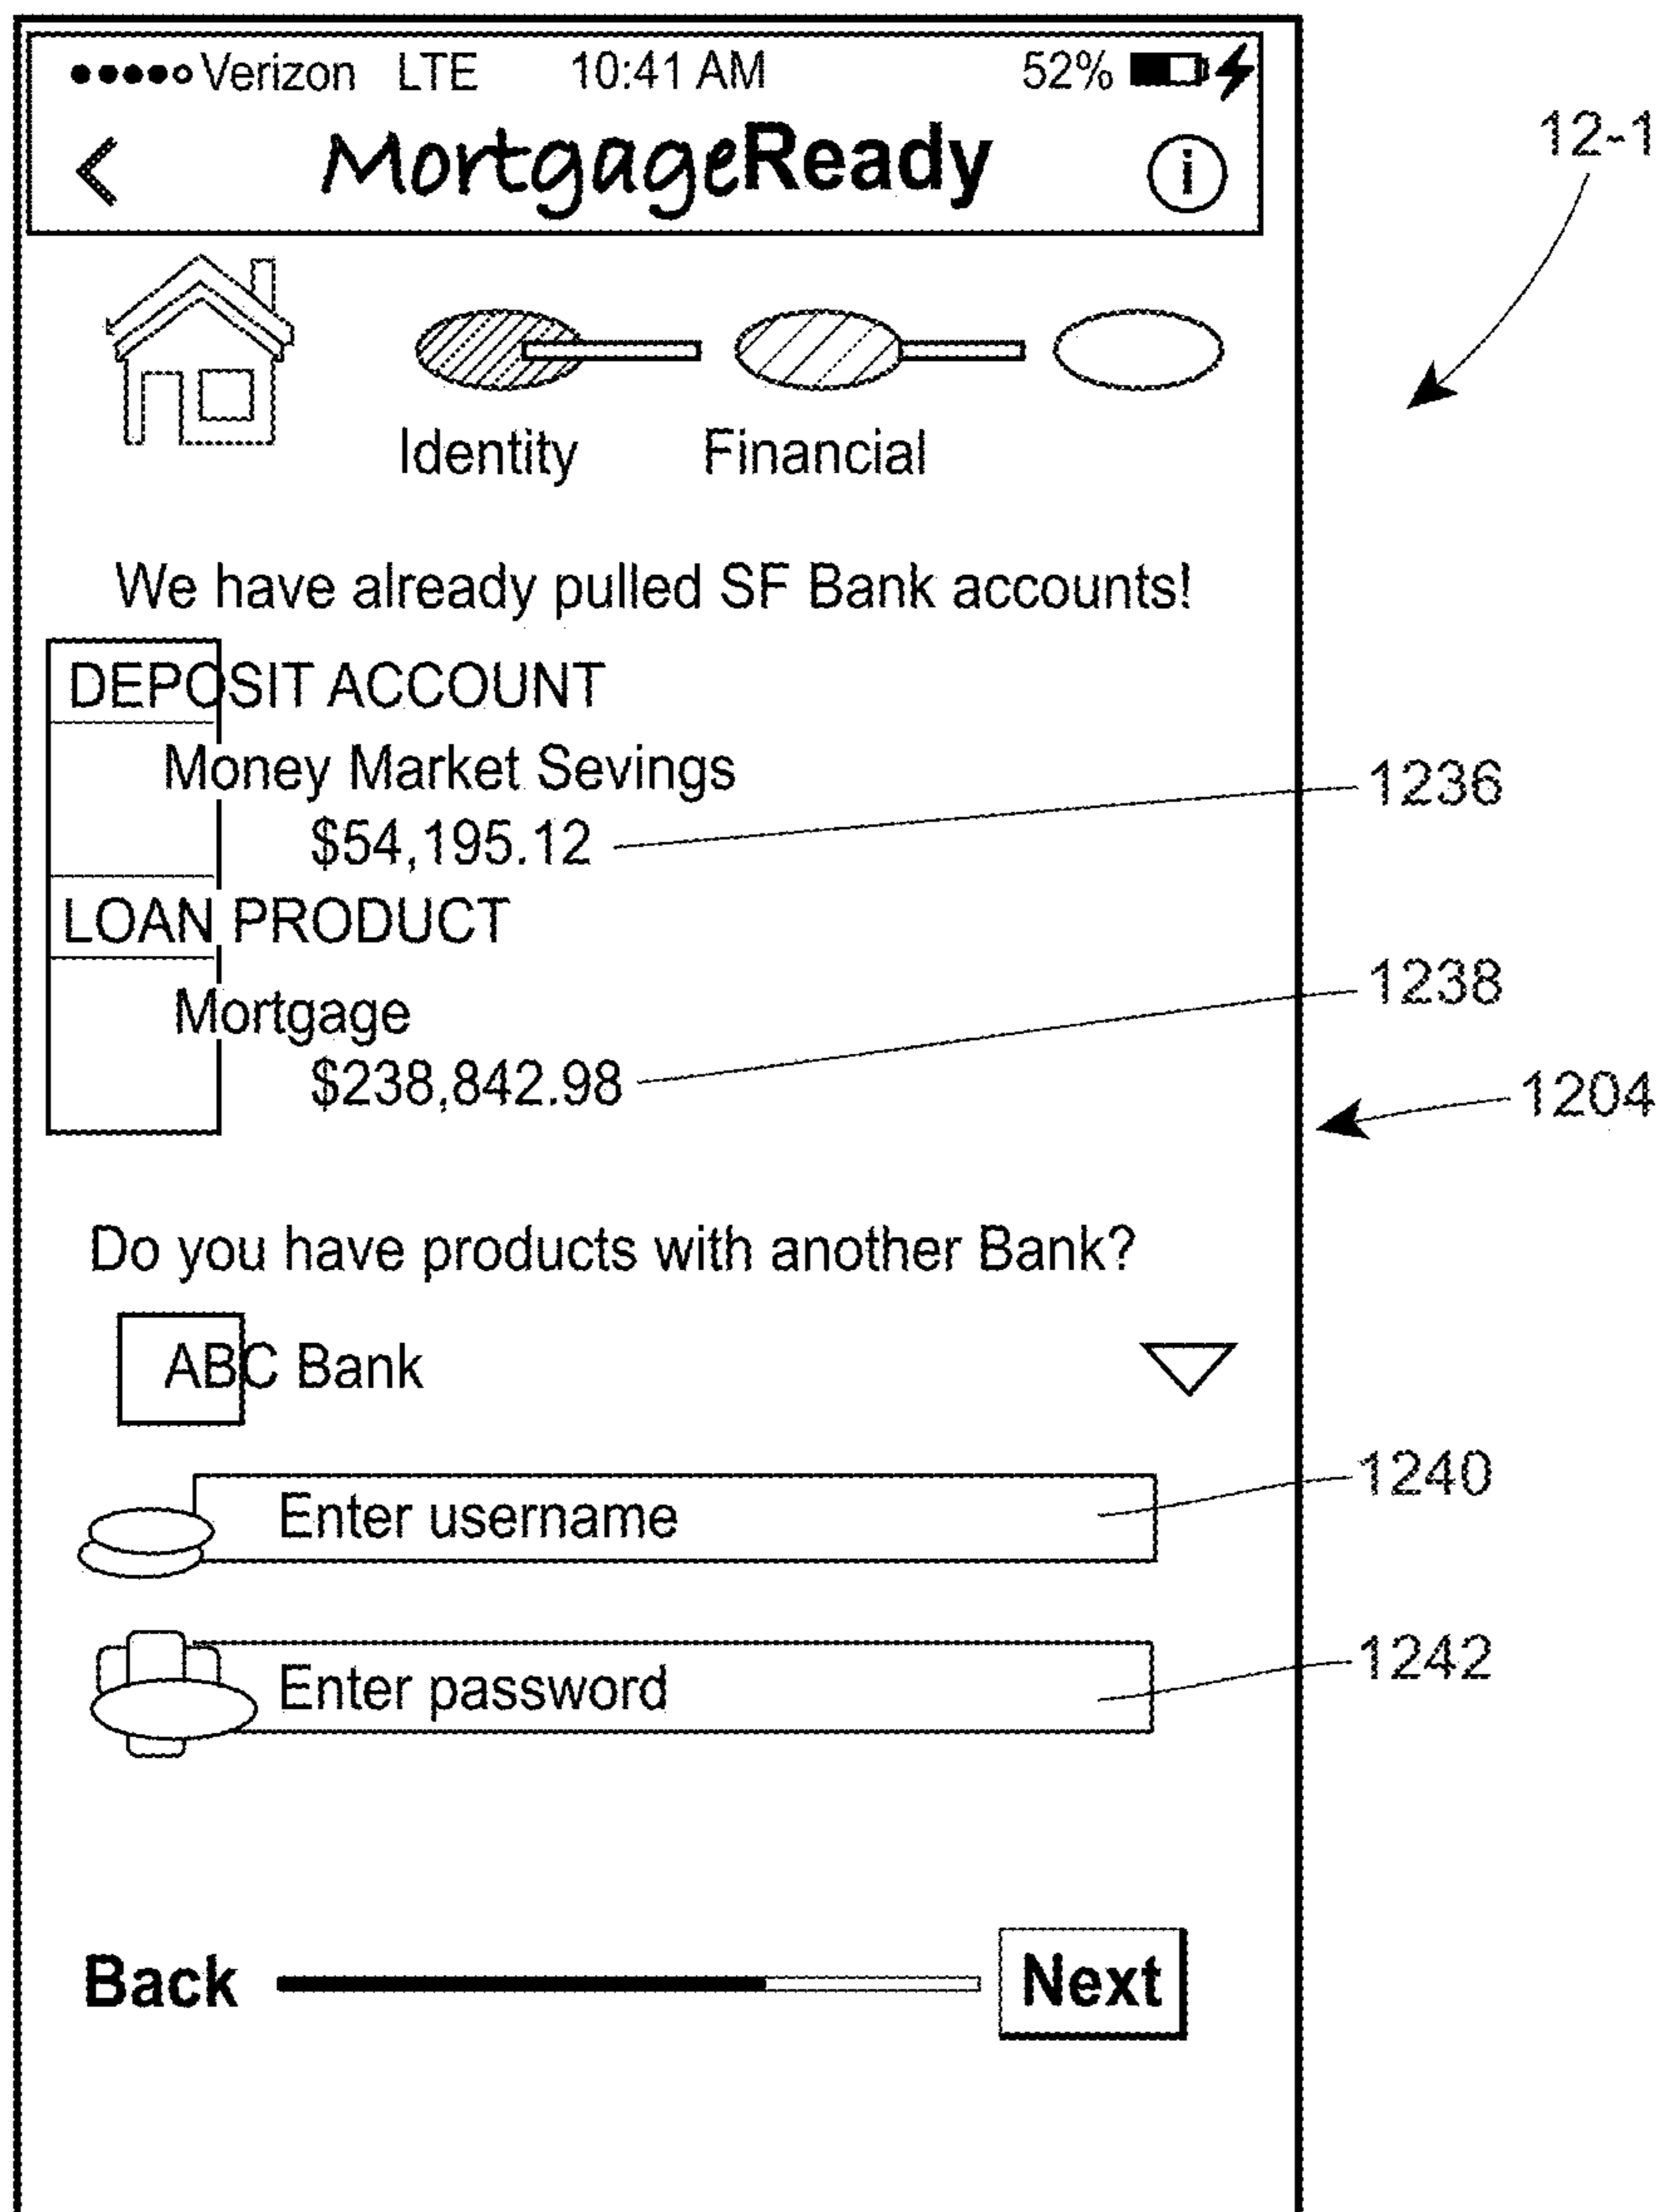 Verizon LTE 10:41 AM 52%
12-1
< MortgageReady i
Identity Financial
We have already pulled SF Bank accounts!
DEPOSIT ACCOUNT
Money Market Sevings
1236
$54,195.12
LOAN PRODUCT
1238
Mortgage
$238,842.98
1204
Do you have products with another Bank?
ABC Bank
1240
Enter username
1242
Enter password
Back Next